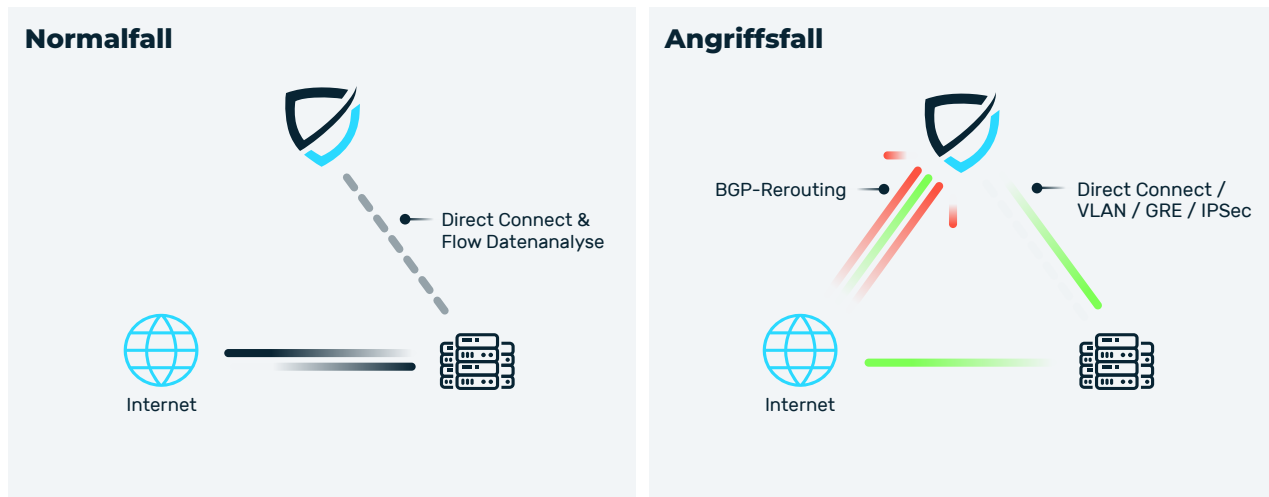 Normalfall
Direct Connect &
Flow Datenanalyse
Internet
Angriffsfall
BGP-Rerouting
Direct Connect /
VLAN / GRE / IPSec
Internet